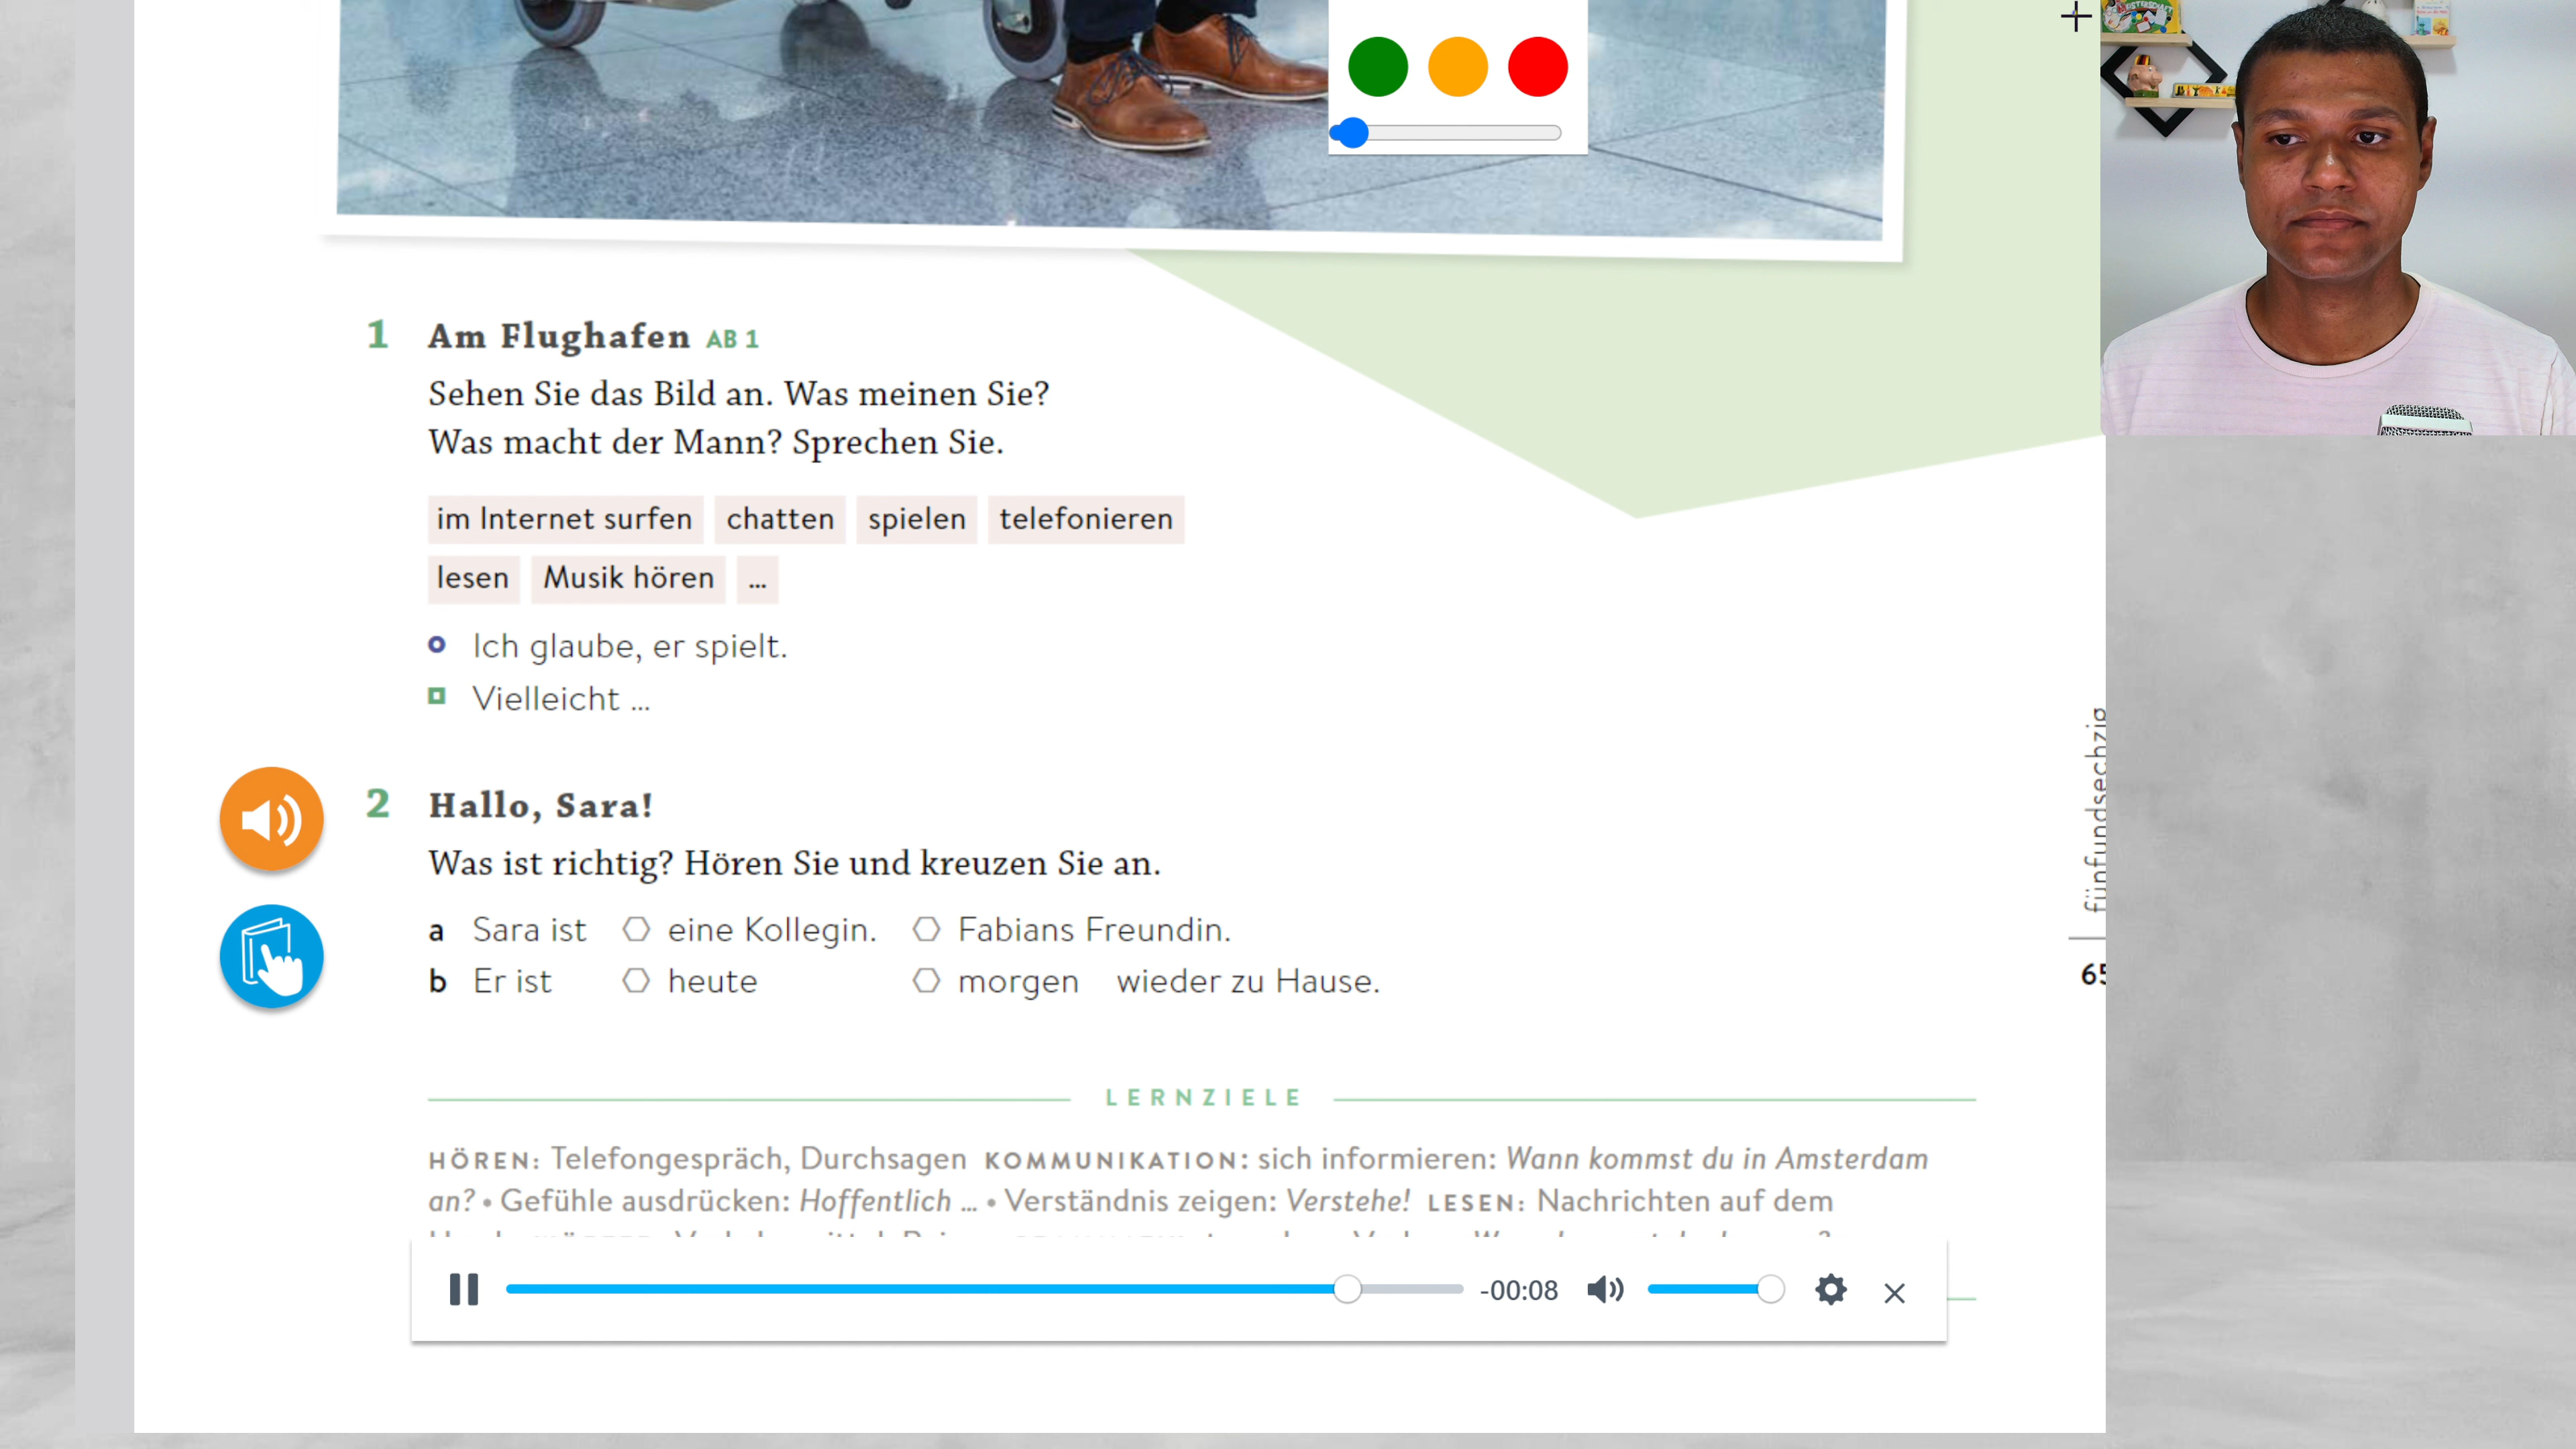 1 Am Flughafen AB 1
Sehen Sie das Bild an. Was meinen Sie?
Was macht der Mann? Sprechen Sie.
im Internet surfen chatten spielen telefonieren
lesen Musik hören ...
Ich glaube, er spielt.
Vielleicht ...
2 Hallo, Sara!
Was ist richtig? Hören Sie und kreuzen Sie an.
a Sara ist eine Kollegin. Fabians Freundin.
b Er ist heute morgen wieder zu Hause.
fünfundsechzig
65
LERNZIELE
HÖREN: Telefongespräch, Durchsagen KOMMUNIKATION: sich informieren: Wann kommst du in Amsterdam
an? • Gefühle ausdrücken: Hoffentlich ... • Verständnis zeigen: Verstehe! LESEN: Nachrichten auf dem
-00:08